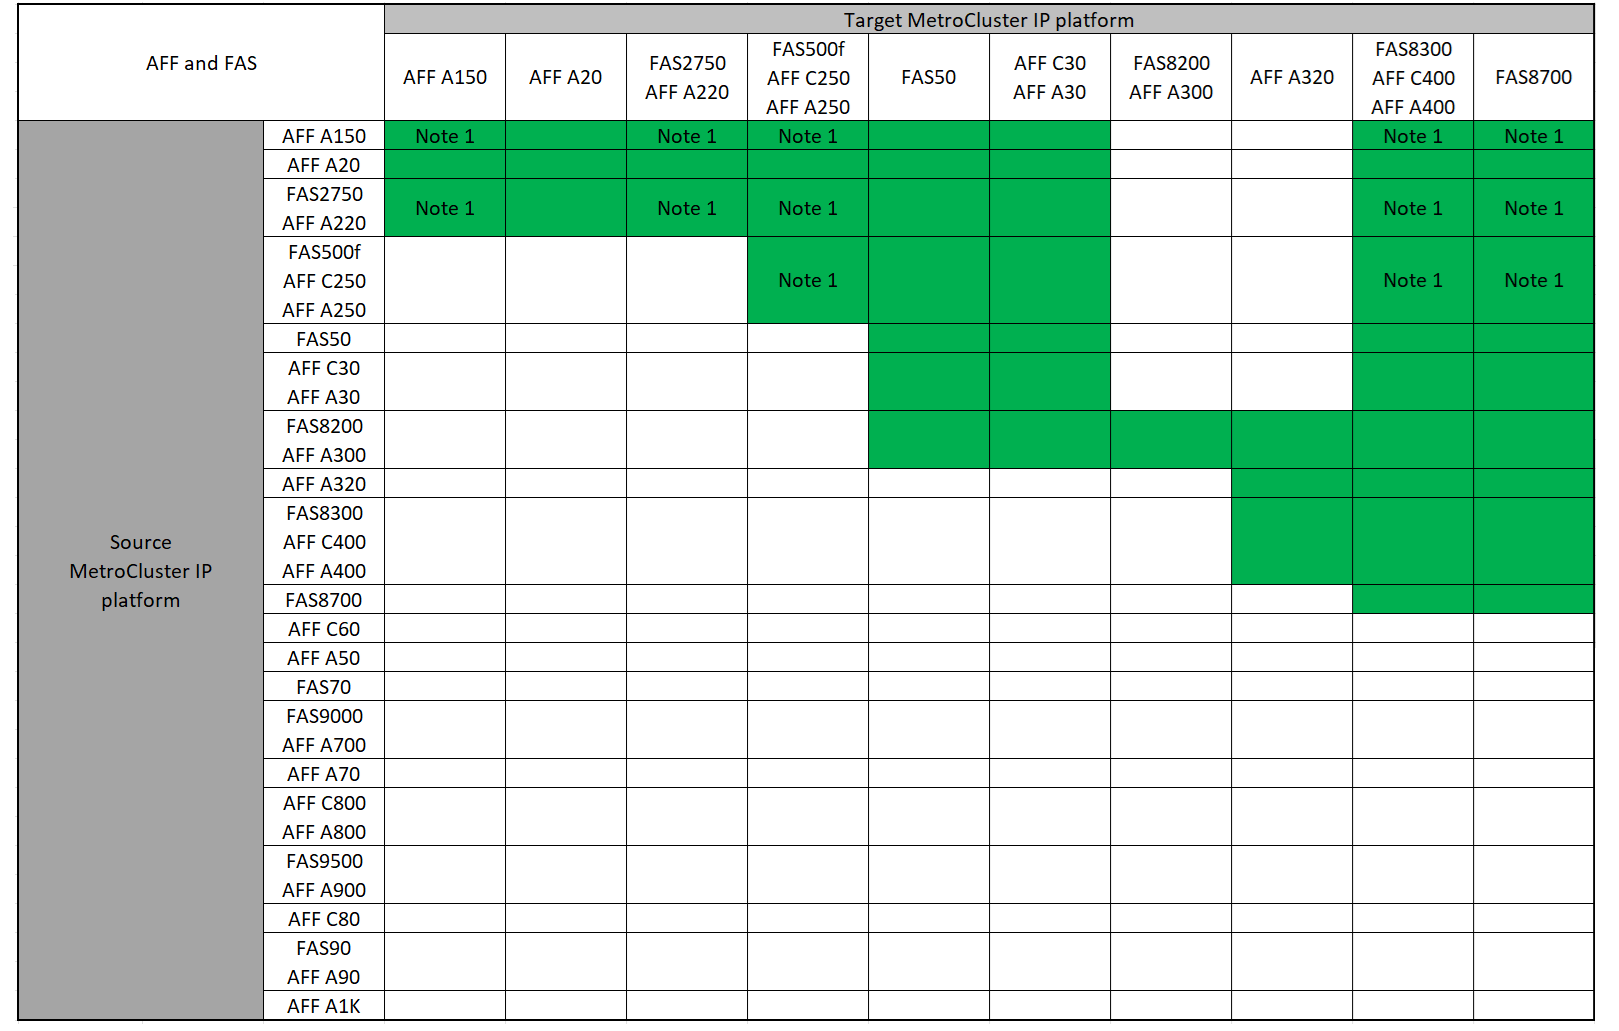 Target MetroCluster IP platform
AFF and FAS
AFF A150
AFF A20
FAS2750
AFF A220
FAS500f
AFF C250
AFF A250
FAS50
AFF C30
AFF A30
FAS8200
AFF A300
AFF A320
FAS8300
AFF C400
AFF A400
FAS8700
Source
MetroCluster IP
platform
AFF A150
Note 1
Note 1
Note 1
Note 1
Note 1
AFF A20
FAS2750
AFF A220
Note 1
Note 1
Note 1
Note 1
Note 1
FAS500f
AFF C250
AFF A250
Note 1
Note 1
Note 1
FAS50
AFF C30
AFF A30
FAS8200
AFF A300
AFF A320
FAS8300
AFF C400
AFF A400
FAS8700
AFF C60
AFF A50
FAS70
FAS9000
AFF A700
AFF A70
AFF C800
AFF A800
FAS9500
AFF A900
AFF C80
FAS90
AFF A90
AFF A1K